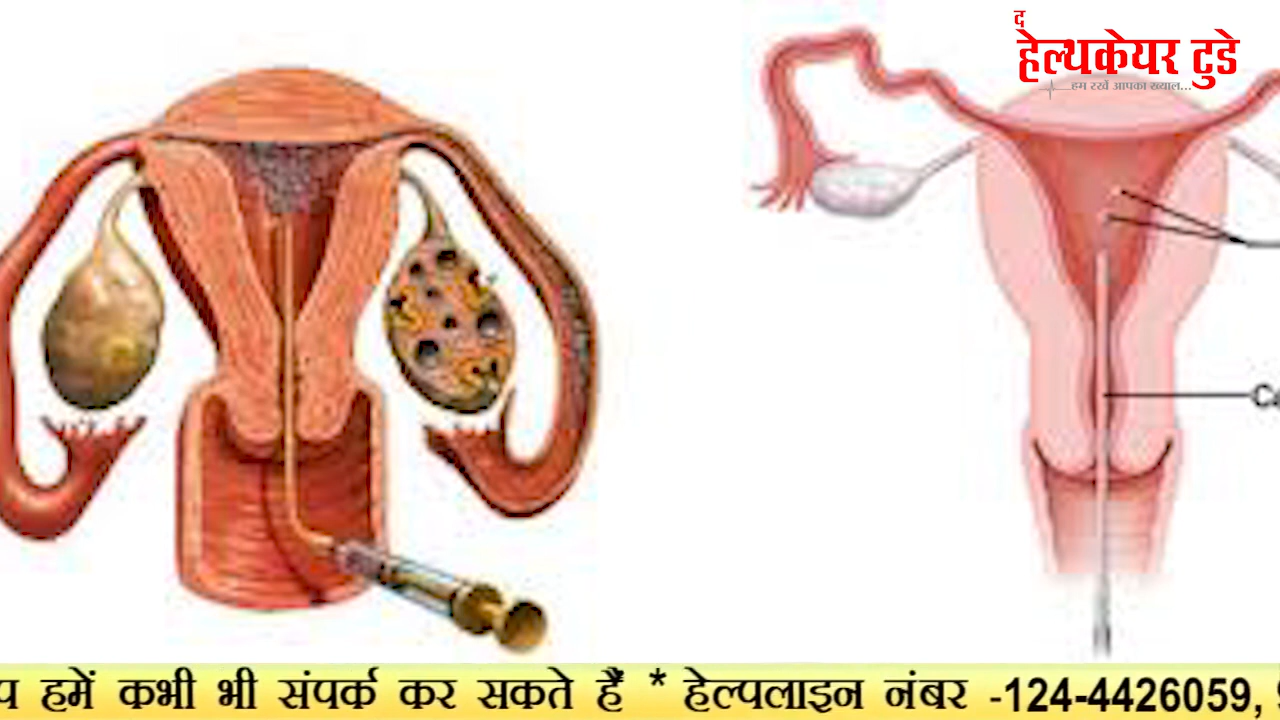 द
हेल्थकेयर टुडे
हम रखें आपका ख्याल...
हमें कभी भी संपर्क कर सकते हैं * हेल्पलाइन नंबर -124-4426059,